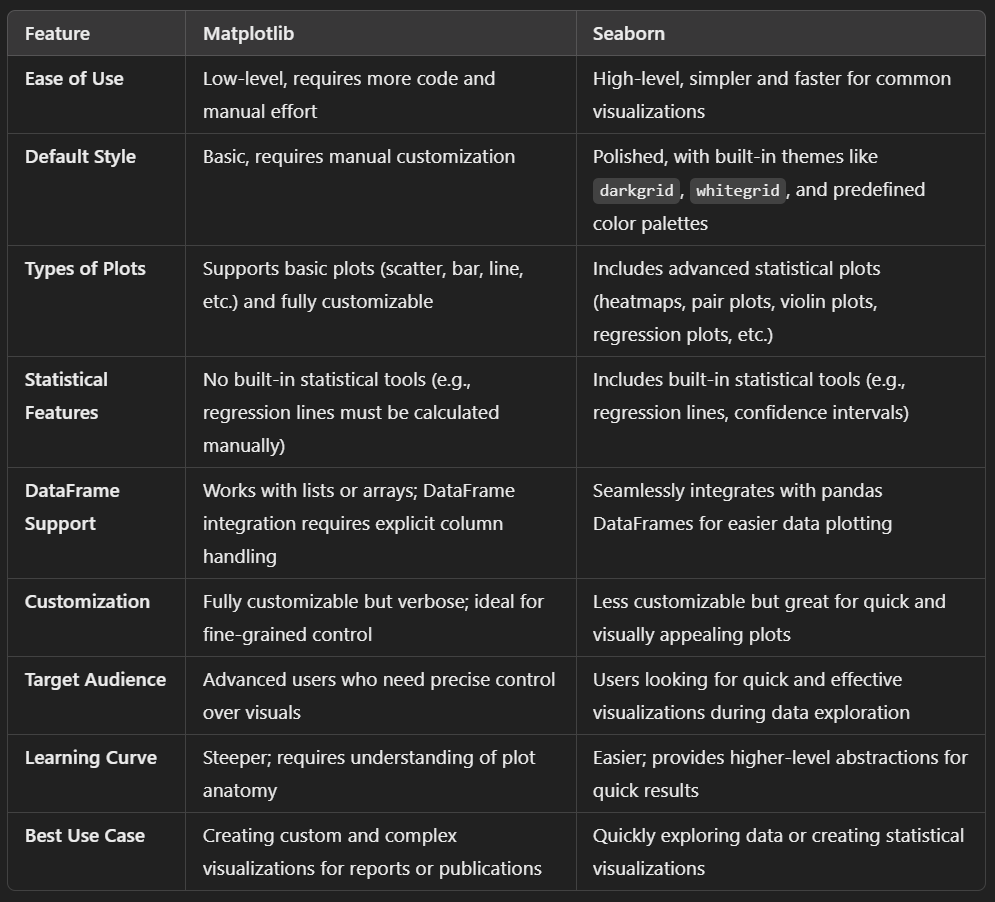 Feature Matplotlib Seaborn
Ease of Use
Low-level, requires more code and
manual effort
High-level, simpler and faster for common
visualizations
Default Style
Basic, requires manual customization
Polished, with built-in themes like
darkgrid, whitegrid, and predefined
color palettes
Types of Plots
Supports basic plots (scatter, bar, line,
etc.) and fully customizable
Includes advanced statistical plots
(heatmaps, pair plots, violin plots,
regression plots, etc.)
Statistical
Features
No built-in statistical tools (e.g.,
regression lines must be calculated
manually)
Includes built-in statistical tools (e.g.,
regression lines, confidence intervals)
DataFrame
Support
Works with lists or arrays; DataFrame
integration requires explicit column
handling
Seamlessly integrates with pandas
DataFrames for easier data plotting
Customization
Fully customizable but verbose; ideal for
fine-grained control
Less customizable but great for quick and
visually appealing plots
Target Audience
Advanced users who need precise control
over visuals
Users looking for quick and effective
visualizations during data exploration
Learning Curve
Steeper; requires understanding of plot
anatomy
Easier; provides higher-level abstractions for
quick results
Best Use Case
Creating custom and complex
visualizations for reports or publications
Quickly exploring data or creating statistical
visualizations